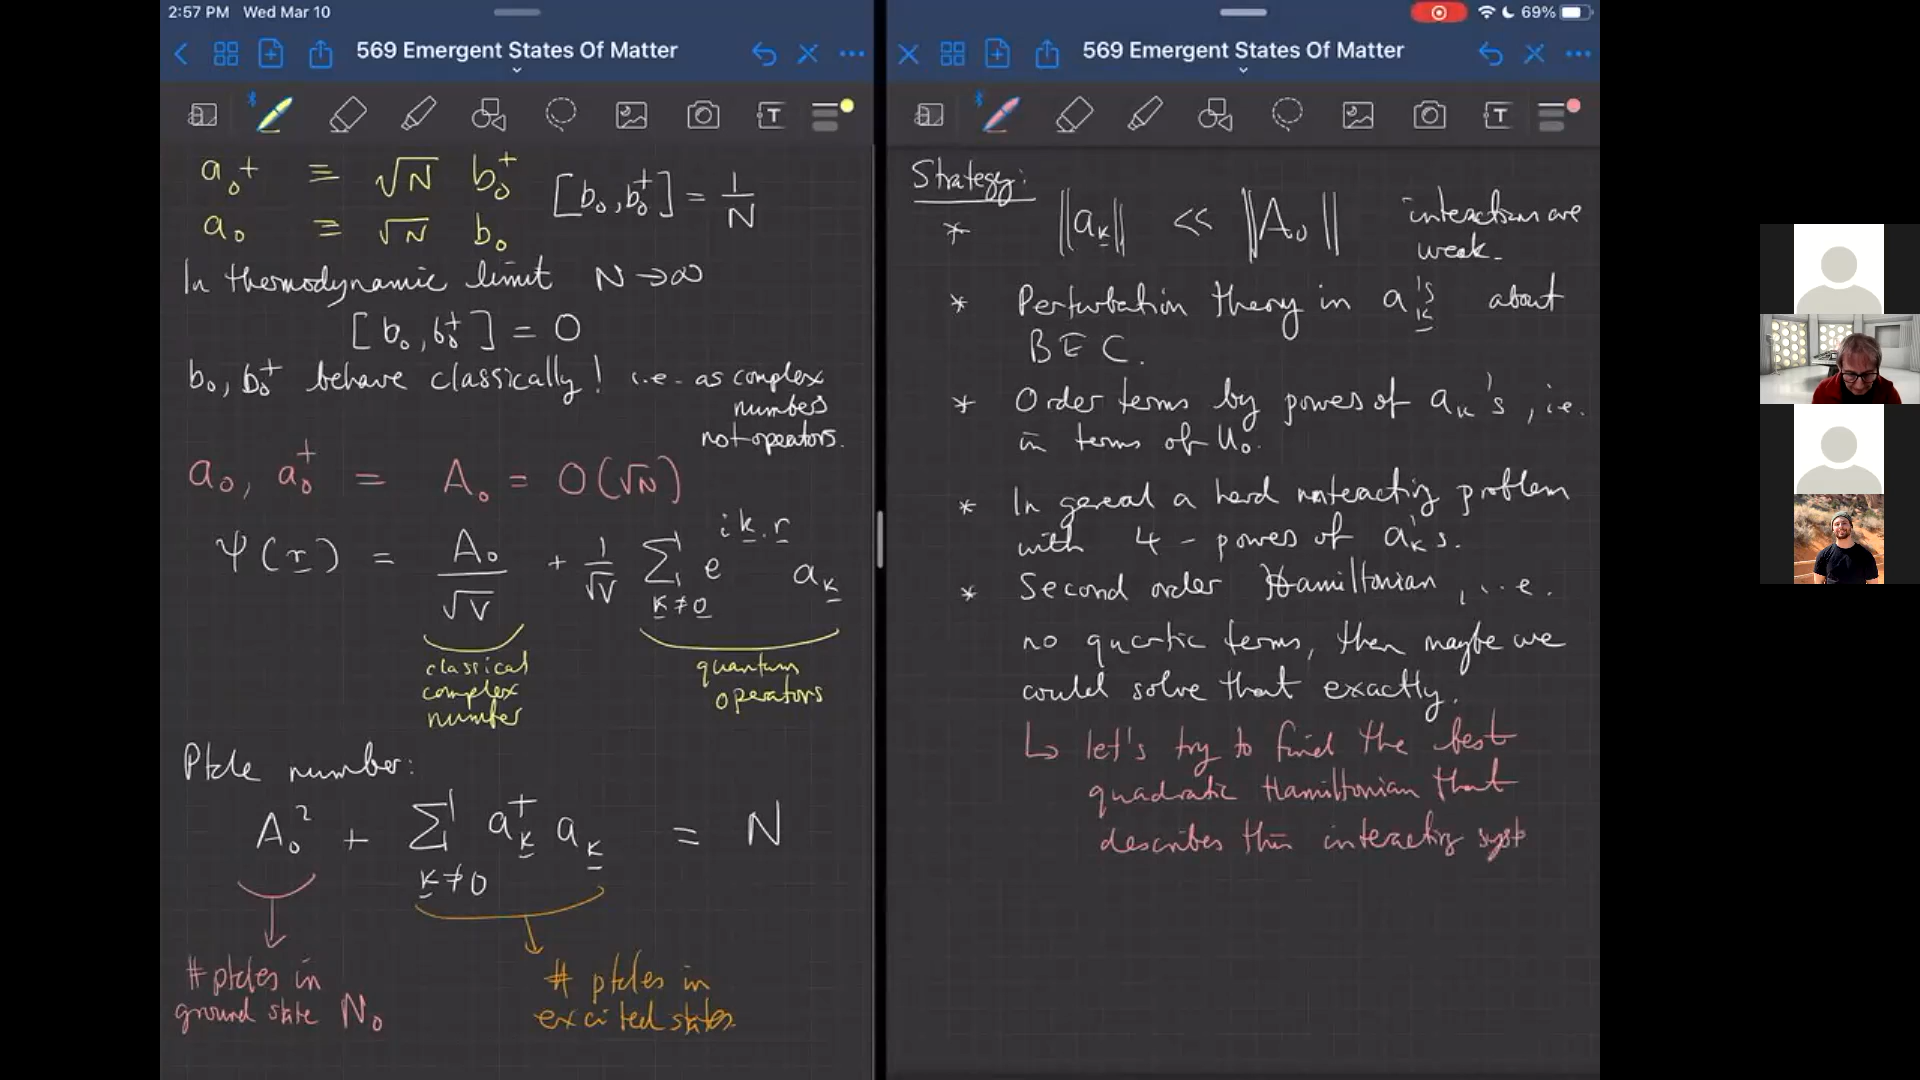 2:57 PM Wed Mar 10
569 Emergent States Of Matter
a₀⁺ ≡ √N b₀⁺ [b₀, b₀⁺] = 1/N
a₀ ≡ √N b₀
In thermodynamic limit N → ∞
[b₀, b₀⁺] = 0
b₀, b₀⁺ behave classically! i.e. as complex
numbers
not operators.
a₀, a₀⁺ = A₀ = O(√N)
Ψ(r) = A₀/√V + 1/√V Σ' k≠0 e^{ik·r} a_k
classical
complex
number
quantum
operators
Ptcle number:
A₀² + Σ' k≠0 a_k⁺ a_k = N
# ptcles in
ground state N₀
# ptcles in
excited states.
69%
569 Emergent States Of Matter
T
Strategy:
* ‖a_k‖ << ‖A₀‖ interactions are
weak.
* Perturbation theory in a_k's about
BEC.
* Order terms by powers of a_k's, i.e.
in terms of U₀.
* In general a hard interacting problem
with 4-powers of a_k's.
* Second order Hamiltonian, i.e.
no quartic terms, then maybe we
could solve that exactly.
↳ let's try to find the best
quadratic Hamiltonian that
describes this interacting syst